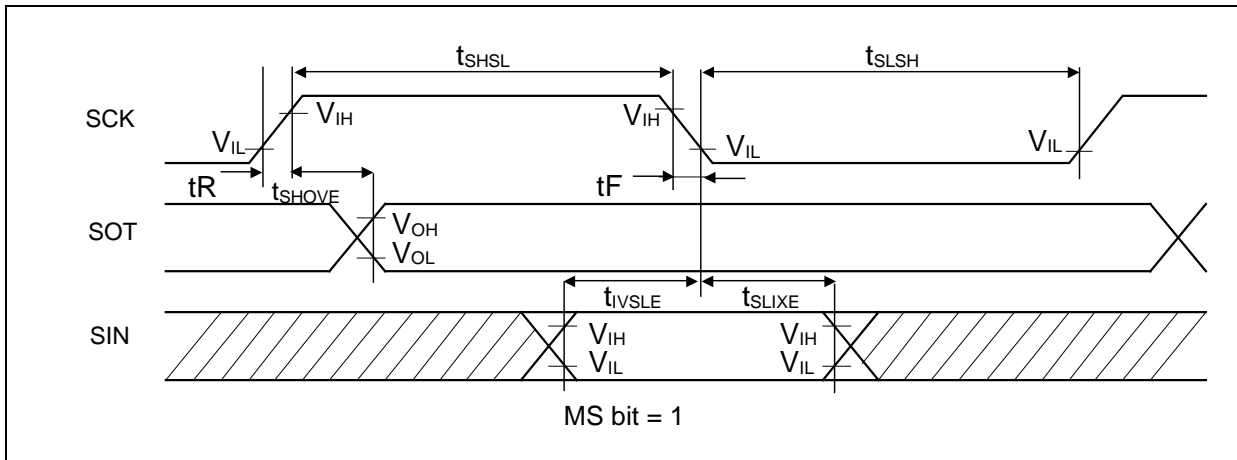 tSHSL tSLSH
SCK VIH VIH
VIL VIL VIL
tR tSHOVE tF
SOT VOH
VOL
tIVSLE tSLIXE
SIN VIH VIH
VIL VIL
MS bit = 1